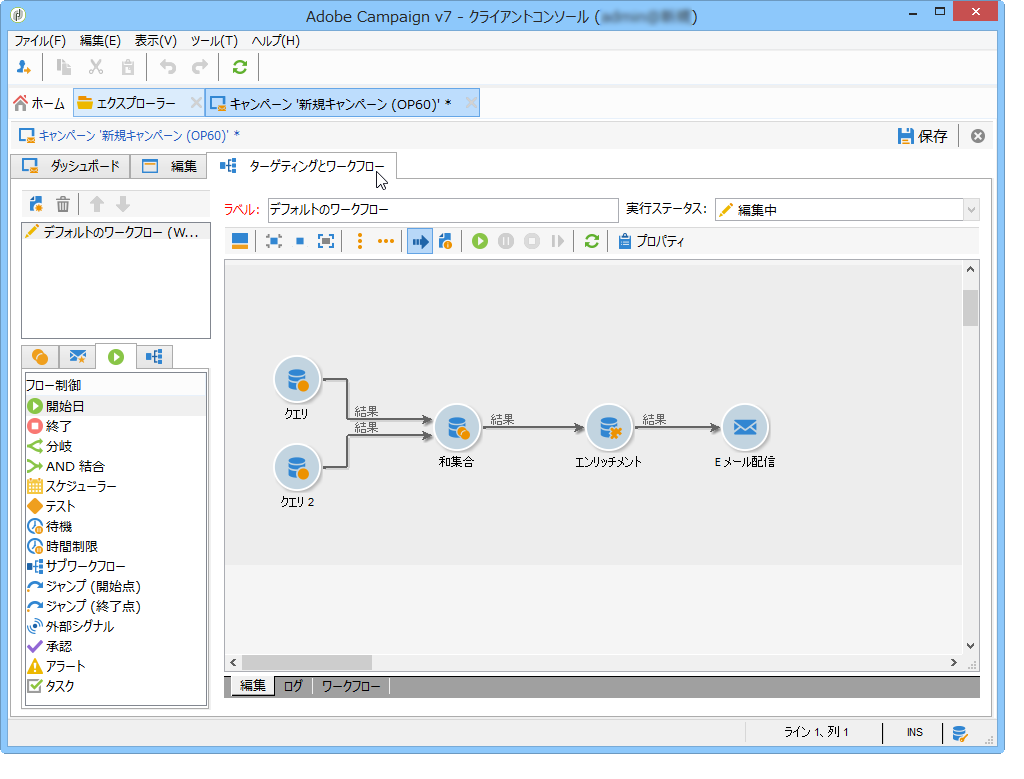 Adobe Campaign v7 - クライアントコンソール (
)
ファイル(F) 編集(E) 表示(V) ツール(T) ヘルプ(H)
ホーム エクスプローラー キャンペーン '新規キャンペーン (OP60)' *
キャンペーン '新規キャンペーン (OP60)' *
保存
ダッシュボード 編集 ターゲティングとワークフロー
ラベル: デフォルトのワークフロー 実行ステータス: 編集中
デフォルトのワークフロー (W...
プロパティ
フロー制御
開始日
終了
分岐
AND 結合
スケジューラー
テスト
待機
時間制限
サブワークフロー
ジャンプ (開始点)
ジャンプ (終了点)
外部シグナル
承認
アラート
タスク
クエリ
結果
結果
クエリ 2
和集合
結果
エンリッチメント
結果
E メール配信
編集 ログ ワークフロー
ライン 1、列 1 INS